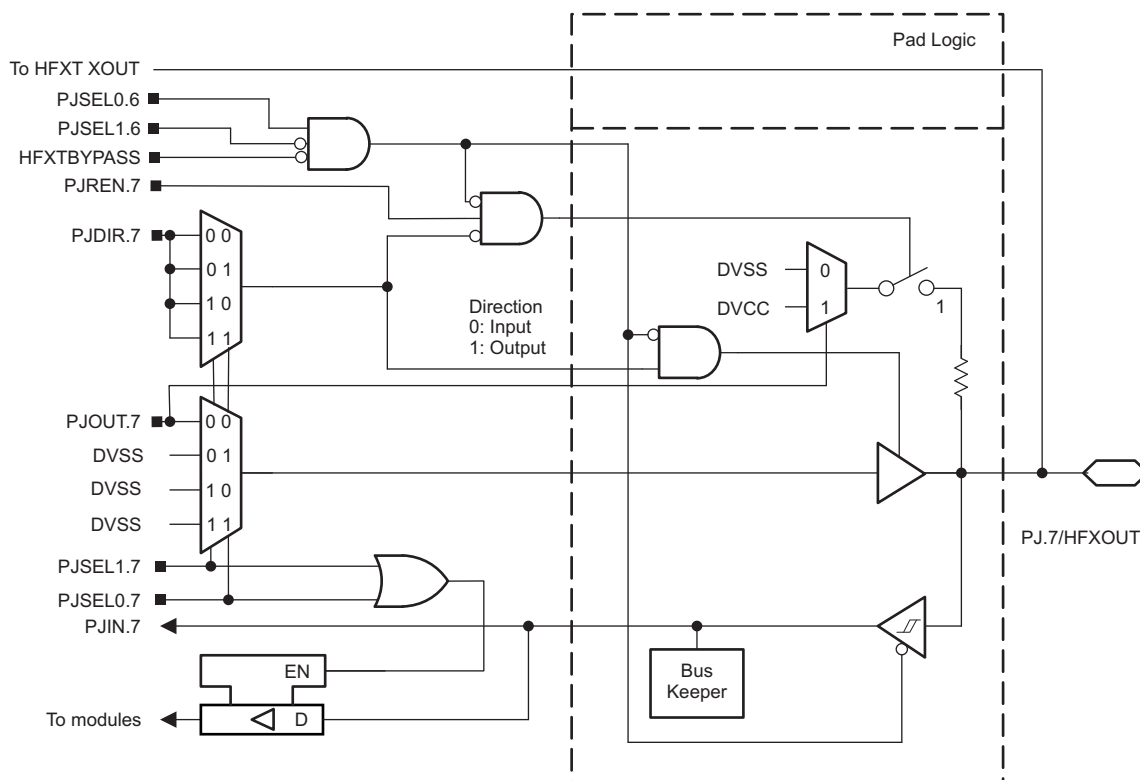 Pad Logic
To HFXT XOUT
PJSEL0.6
PJSEL1.6
HFXTBYPASS
PJREN.7
PJDIR.7
0 0
0 1
1 0
1 1
Direction
0: Input
1: Output
DVSS
0
DVCC
1
1
PJOUT.7
0 0
DVSS
0 1
DVSS
1 0
DVSS
1 1
PJ.7/HFXOUT
PJSEL1.7
PJSEL0.7
PJIN.7
Bus
Keeper
EN
D
To modules